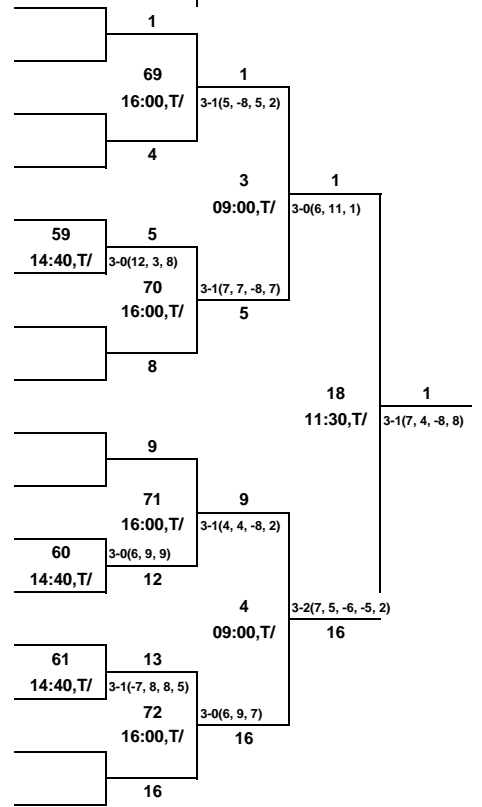 1
69
16:00,T/
1
3-1(5, -8, 5, 2)
4
3
09:00,T/
1
3-0(6, 11, 1)
59
14:40,T/
5
3-0(12, 3, 8)
70
16:00,T/
3-1(7, 7, -8, 7)
5
8
18
11:30,T/
1
3-1(7, 4, -8, 8)
9
71
16:00,T/
9
3-1(4, 4, -8, 2)
60
14:40,T/
3-0(6, 9, 9)
12
4
09:00,T/
3-2(7, 5, -6, -5, 2)
16
61
14:40,T/
13
3-1(-7, 8, 8, 5)
72
16:00,T/
3-0(6, 9, 7)
16
16